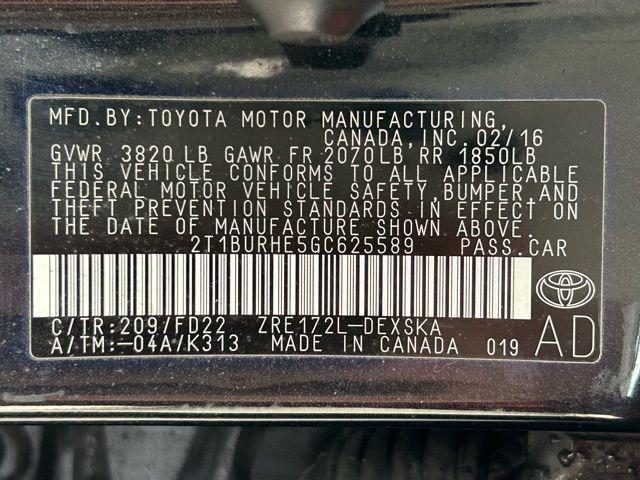 MFD.BY:TOYOTA MOTOR MANUFACTURING,
CANADA,INC. 02/16
GVWR 3820 LB GAWR FR 2070LB, RR 1850LB
THIS VEHICLE CONFORMS TO ALL APPLICABLE
FEDERAL MOTOR VEHICLE SAFETY, BUMPER, AND
THEFT PREVENTION STANDARDS IN EFFECT ON
THE DATE OF MANUFACTURE SHOWN ABOVE.
2T1BURHE5GC625589 PASS.CAR
C/TR:209/FD22 ZRE172L-DEXSKA
A/TM:-04A/K313 MADE IN CANADA 019 AD